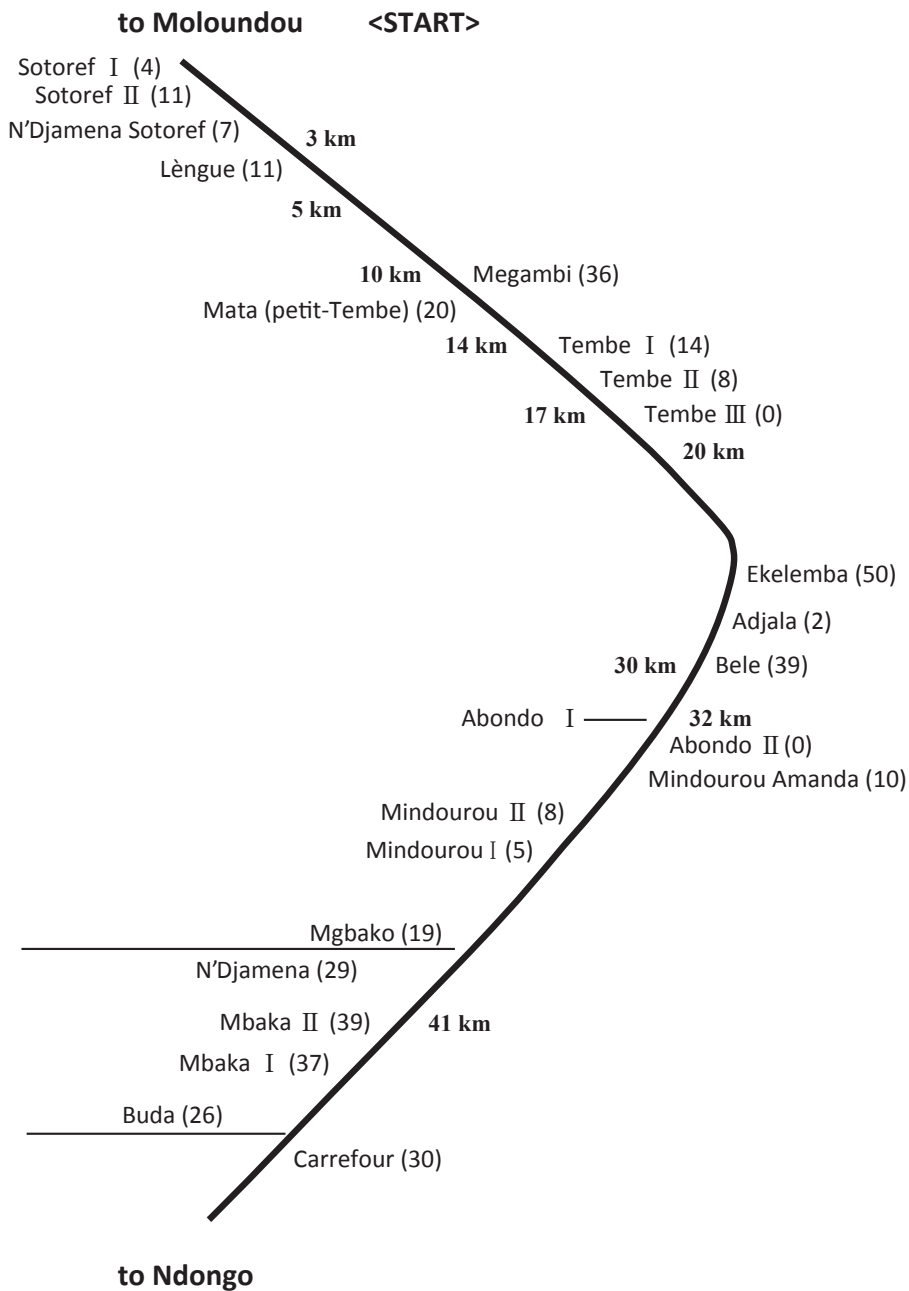 to Moloundou <START>
Sotoref Ⅰ (4)
Sotoref Ⅱ (11)
N'Djamena Sotoref (7)
3 km
Lèngue (11)
5 km
10 km
Megambi (36)
Mata (petit-Tembe) (20)
14 km
Tembe Ⅰ (14)
Tembe Ⅱ (8)
17 km
Tembe Ⅲ (0)
20 km
Ekelemba (50)
Adjala (2)
30 km
Bele (39)
Abondo Ⅰ
32 km
Abondo Ⅱ (0)
Mindourou Amanda (10)
Mindourou Ⅱ (8)
Mindourou Ⅰ (5)
Mgbako (19)
N'Djamena (29)
Mbaka Ⅱ (39)
41 km
Mbaka Ⅰ (37)
Buda (26)
Carrefour (30)
to Ndongo